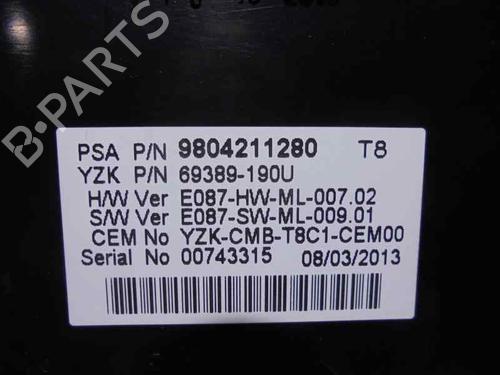 PSA P/N 9804211280 T8
YZK P/N 69389-190U
H/W Ver E087-HW-ML-007.02
S/W Ver E087-SW-ML-009.01
CEM No YZK-CMB-T8C1-CEM00
Serial No 00743315 08/03/2013
B-PARTS